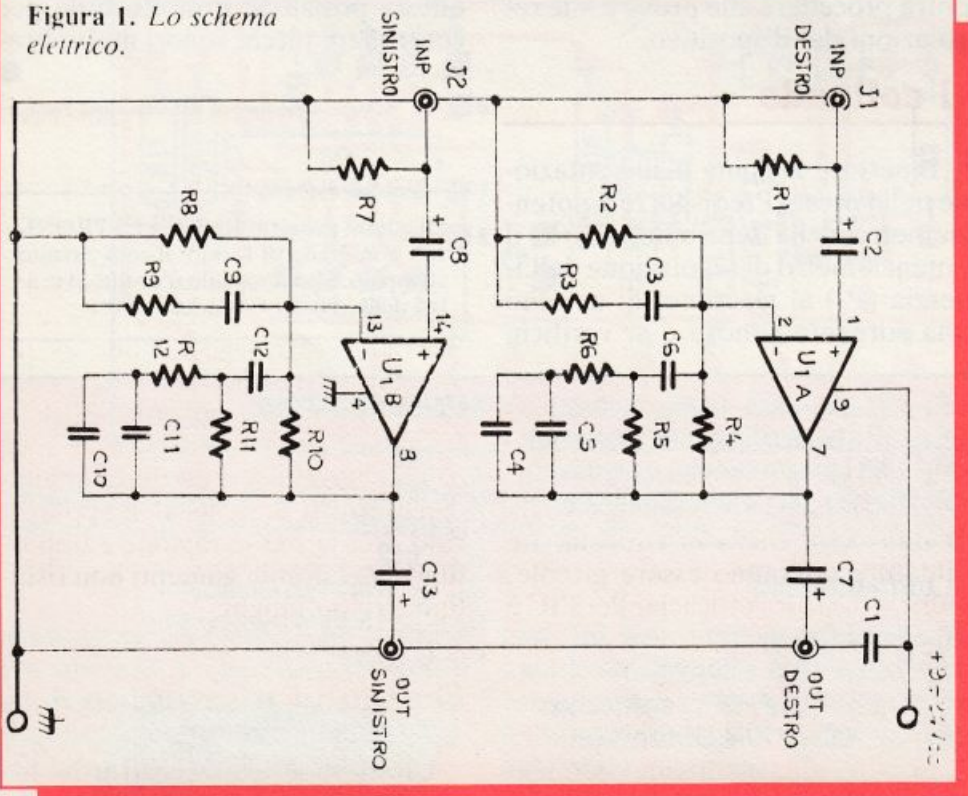 Figura 1. Lo schema
elettrico.
J1
INP
DESTRO
R1
C2
1
+
2
-
U1A
9
7
R2
R3
C3
R4
C6
R5
R6
C5
C4
C7
+
C1
OUT
DESTRO
J2
INP
SINISTRO
R7
+
C8
14
+
13
-
U1B
4
8
R8
R9
C9
R10
C12
R11
R
12
C11
C10
C13
+
OUT
SINISTRO